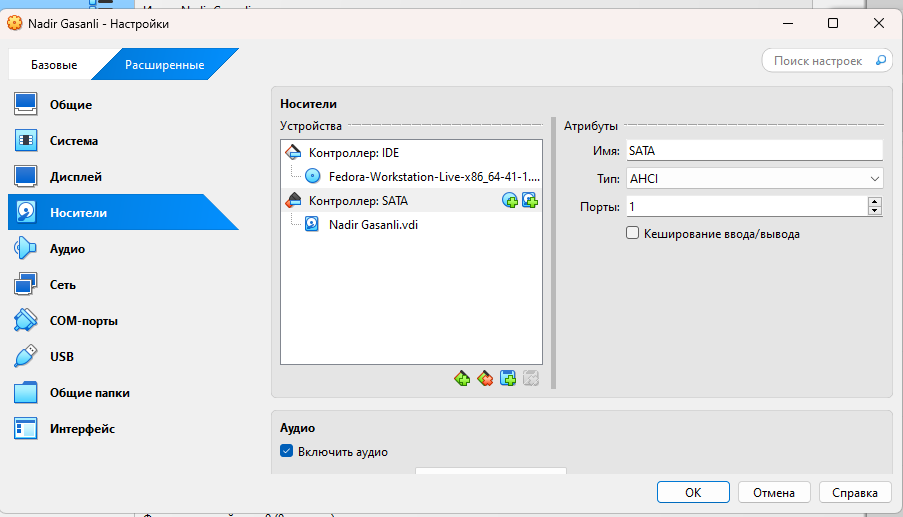 Nadir Gasanli - Настройки
Базовые
Расширенные
Поиск настроек
Общие
Система
Дисплей
Носители
Аудио
Сеть
COM-порты
USB
Общие папки
Интерфейс
Носители
Устройства
Контроллер: IDE
Fedora-Workstation-Live-x86_64-41-1....
Контроллер: SATA
Nadir Gasanli.vdi
Атрибуты
Имя: SATA
Тип: AHCI
Порты: 1
Кеширование ввода/вывода
Аудио
Включить аудио
OK
Отмена
Справка